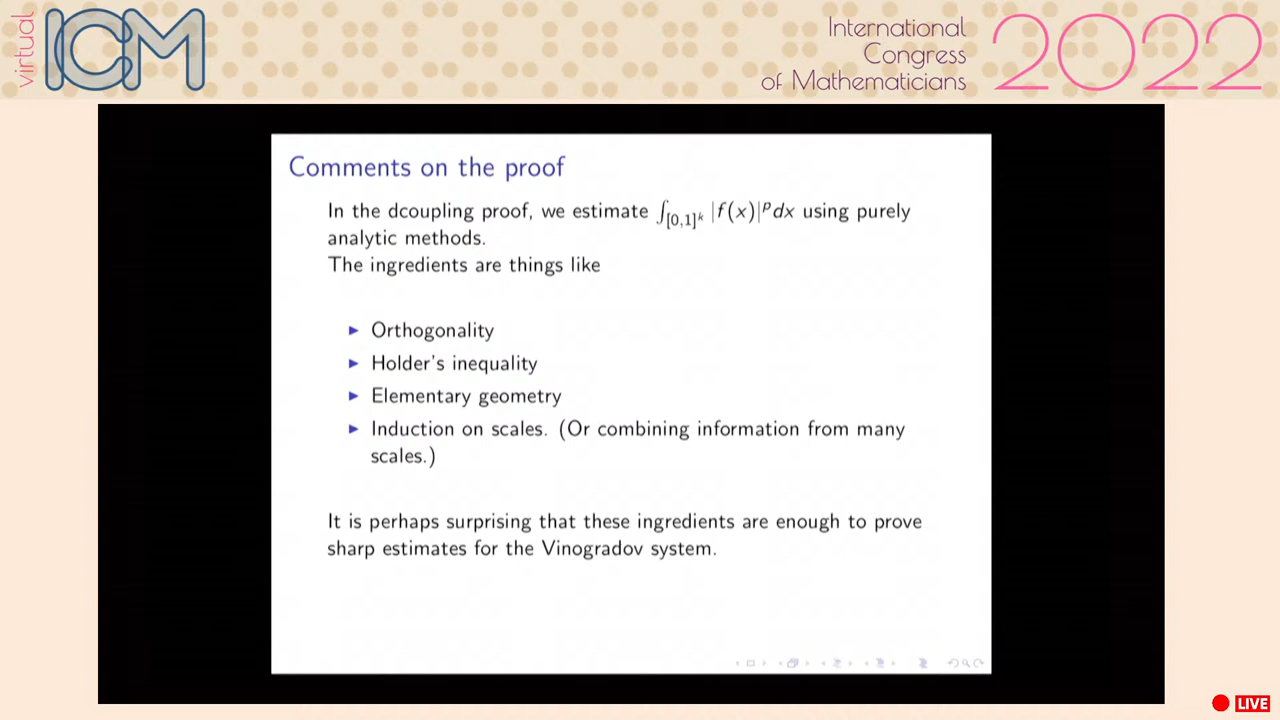 virtual
ICM
International
Congress
of Mathematicians
2022
Comments on the proof
In the dcoupling proof, we estimate ∫[0,1]^k |f(x)|^p dx using purely
analytic methods.
The ingredients are things like
▶ Orthogonality
▶ Holder's inequality
▶ Elementary geometry
▶ Induction on scales. (Or combining information from many
scales.)
It is perhaps surprising that these ingredients are enough to prove
sharp estimates for the Vinogradov system.
LIVE